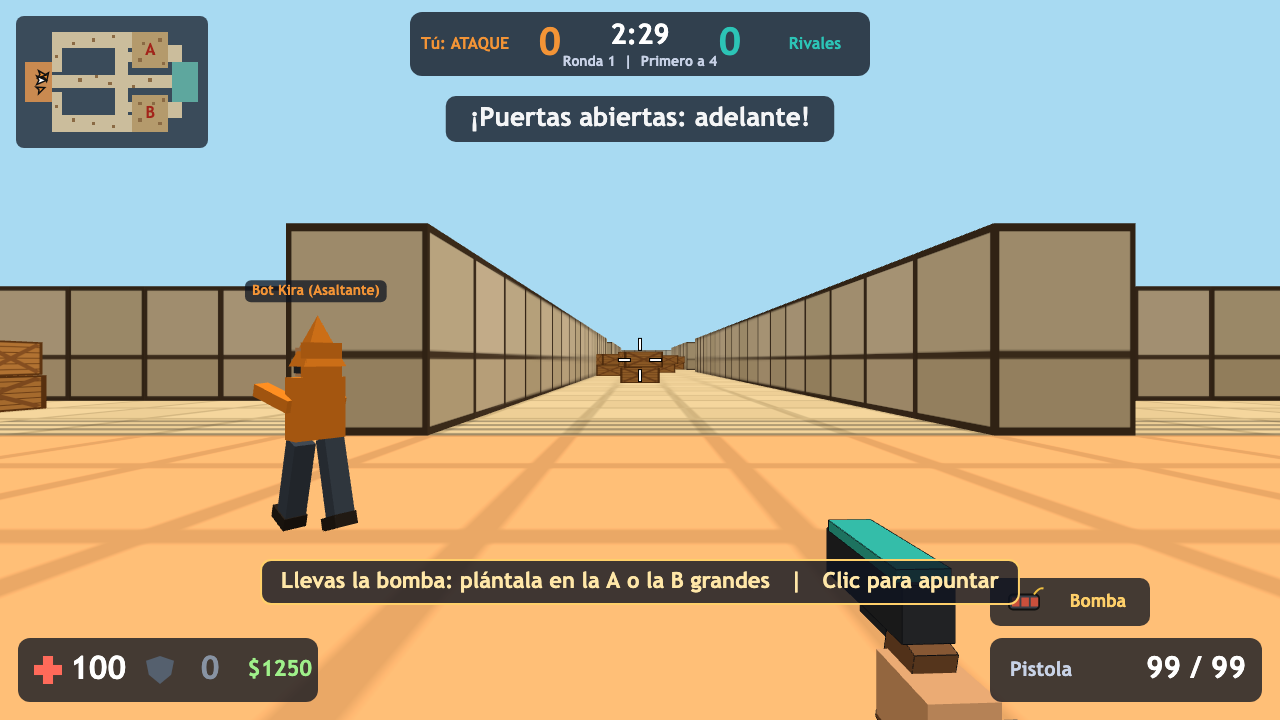 A
B
Tú: ATAQUE 0 2:29 0 Rivales
Ronda 1 | Primero a 4
¡Puertas abiertas: adelante!
Bot Kira (Asaltante)
Llevas la bomba: plántala en la A o la B grandes | Clic para apuntar
Bomba
100 0 $1250
Pistola 99 / 99